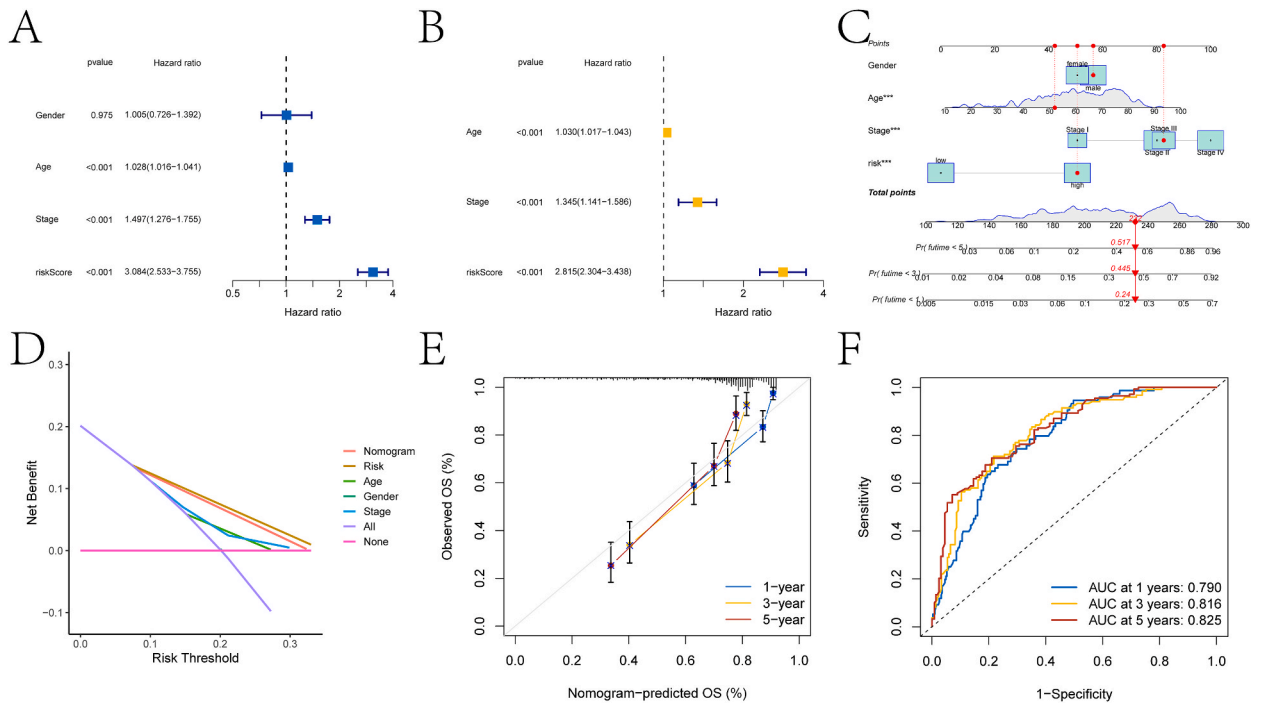 A
pvalue Hazard ratio
Gender 0.975 1.005(0.726−1.392)
Age <0.001 1.028(1.016−1.041)
Stage <0.001 1.497(1.276−1.755)
riskScore <0.001 3.084(2.533−3.755)
0.5 1 2 4
Hazard ratio
B
pvalue Hazard ratio
Age <0.001 1.030(1.017−1.043)
Stage <0.001 1.345(1.141−1.586)
riskScore <0.001 2.815(2.304−3.438)
1 2 4
Hazard ratio
C
Points
0 20 40 60 80 100
Gender
female
male
Age***
10 20 30 40 50 60 70 80 90 100
Stage***
Stage I
Stage III
Stage II
Stage IV
risk***
low
high
Total points
100 120 140 160 180 200 220 240 260 280 300
Pr( futime < 5 )
0.517
0.03 0.06 0.1 0.2 0.4 0.6 0.86 0.96
Pr( futime < 3 )
0.445
0.01 0.02 0.04 0.08 0.15 0.3 0.5 0.7 0.92
Pr( futime < 
0.24
0.005 0.015 0.03 0.06 0.1 0.2 0.3 0.5 0.7
D
Net Benefit
0.3
0.2
0.1
0.0
−0.1
0.0 0.1 0.2 0.3
Risk Threshold
Nomogram
Risk
Age
Gender
Stage
All
None
E
Observed OS (%)
1.0
0.8
0.6
0.4
0.2
0.0
1−year
3−year
5−year
0.0 0.2 0.4 0.6 0.8 1.0
Nomogram−predicted OS (%)
F
Sensitivity
1.0
0.8
0.6
0.4
0.2
0.0
AUC at 1 years: 0.790
AUC at 3 years: 0.816
AUC at 5 years: 0.825
0.0 0.2 0.4 0.6 0.8 1.0
1−Specificity